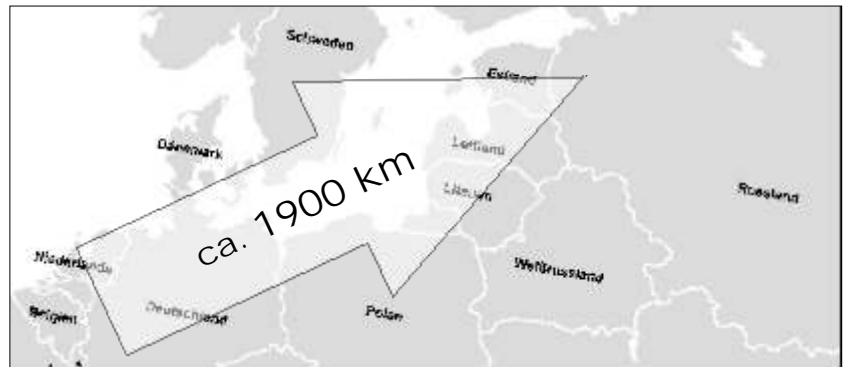 Schweden
Estland
Dänemark
Lettland
Litauen
Russland
ca. 1900 km
Niederlande
Weißrussland
Belgien
Deutschland
Polen